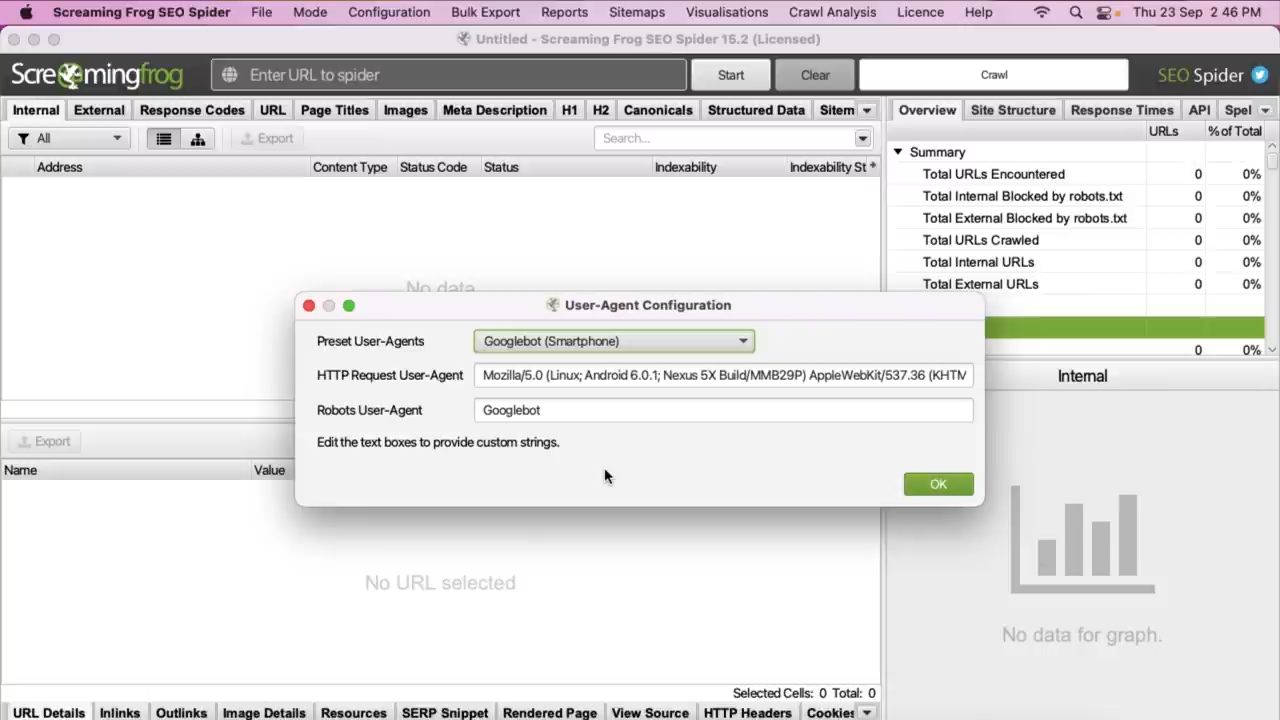 Screaming Frog SEO Spider File Mode Configuration Bulk Export Reports Sitemaps Visualisations Crawl Analysis Licence Help Thu 23 Sep 2:46 PM
Untitled - Screaming Frog SEO Spider 15.2 (Licensed)
Screamingfrog Enter URL to spider Start Clear Crawl SEO Spider
Internal External Response Codes URL Page Titles Images Meta Description H1 H2 Canonicals Structured Data Sitem
Overview Site Structure Response Times API Spel
All Export Search...
URLs % of Total
Address Content Type Status Code Status Indexability Indexability St
Summary
Total URLs Encountered 0 0%
Total Internal Blocked by robots.txt 0 0%
Total External Blocked by robots.txt 0 0%
Total URLs Crawled 0 0%
Total Internal URLs 0 0%
Total External URLs 0 0%
0 0%
No data
User-Agent Configuration
Preset User-Agents Googlebot (Smartphone)
HTTP Request User-Agent Mozilla/5.0 (Linux; Android 6.0.1; Nexus 5X Build/MMB29P) AppleWebKit/537.36 (KHTM
Robots User-Agent Googlebot
Edit the text boxes to provide custom strings.
OK
Internal
No data for graph.
Export
Name Value
No URL selected
Selected Cells: 0 Total: 0
URL Details Inlinks Outlinks Image Details Resources SERP Snippet Rendered Page View Source HTTP Headers Cookies